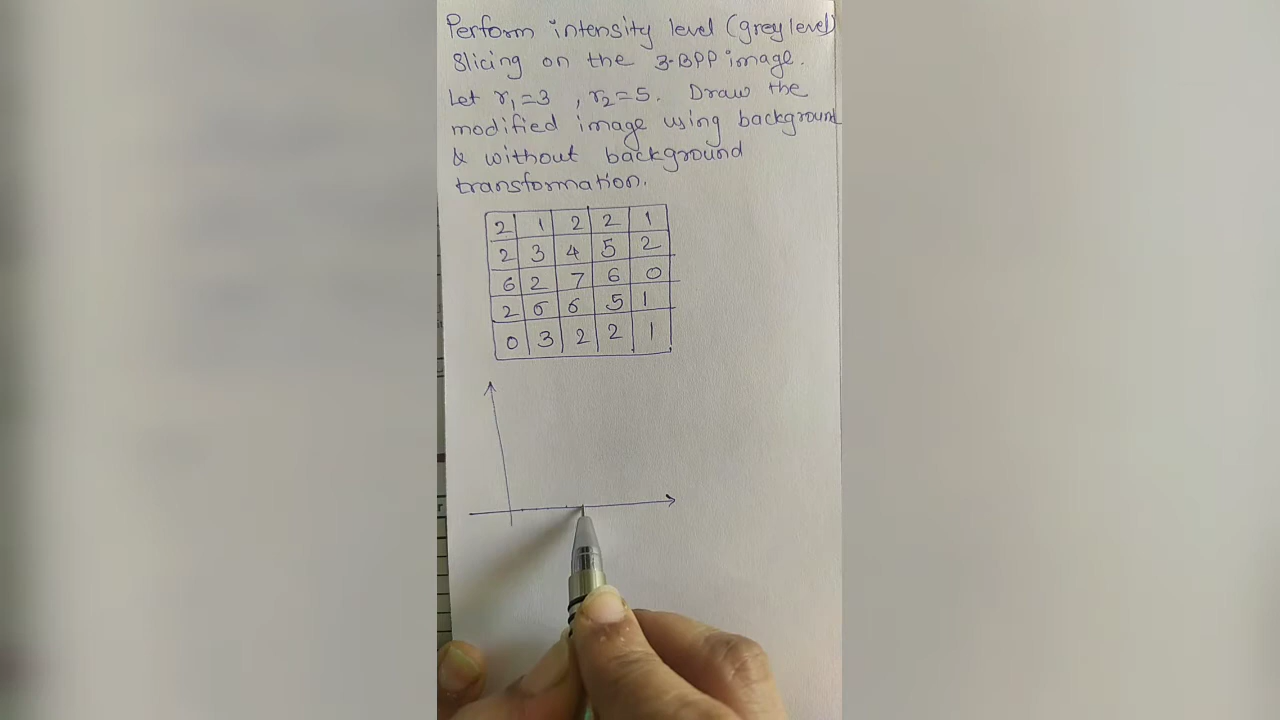 Perform intensity level (grey level)
Slicing on the 3-BPP image.
Let r1=3 , r2=5. Draw the
modified image using background
& without background
transformation.
2 1 2 2 1
2 3 4 5 2
6 2 7 6 0
2 6 6 5 1
0 3 2 2 1